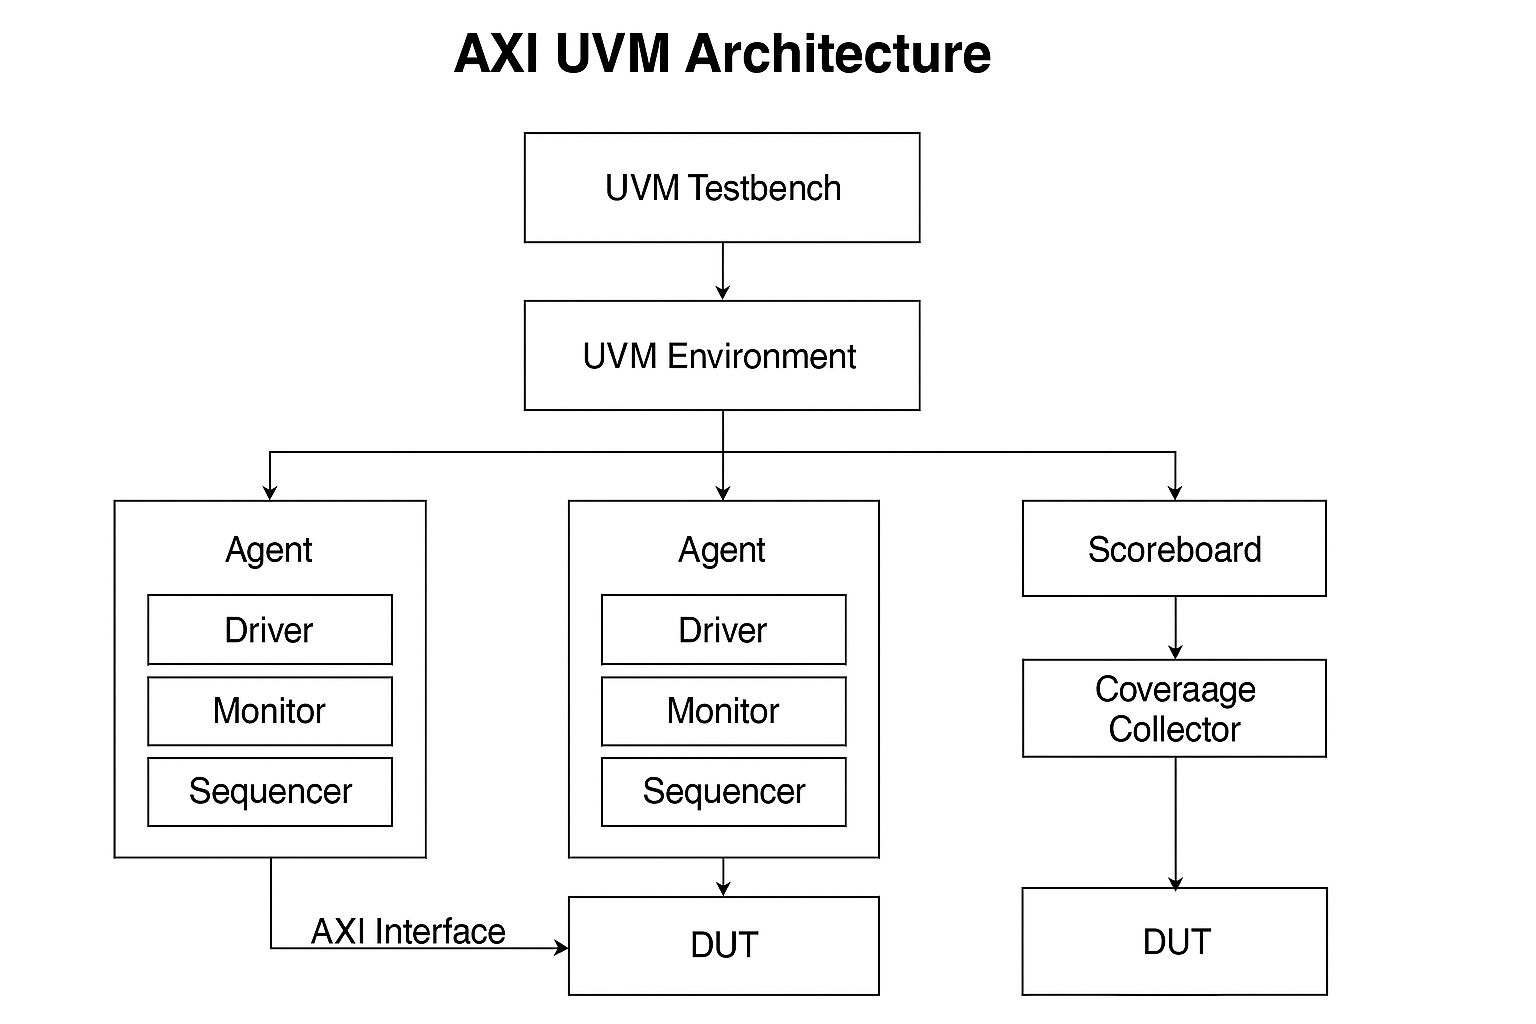 AXI UVM Architecture
UVM Testbench
UVM Environment
Agent
Driver
Monitor
Sequencer
Agent
Driver
Monitor
Sequencer
Scoreboard
Coveraage
Collector
AXI Interface
DUT
DUT